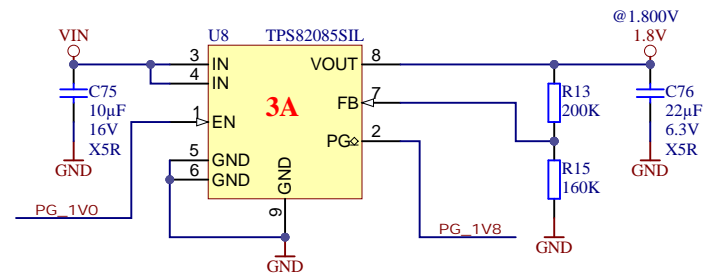 @1.800V
VIN U8 TPS82085SIL 1.8V
3 IN VOUT 8
4 IN
C75
10µF
16V
X5R
GND
3A
FB 7
R13
200K
C76
22µF
6.3V
X5R
GND
1 EN
PG 2
5 GND
6 GND
GND
9
R15
160K
PG_1V0
PG_1V8
GND
GND